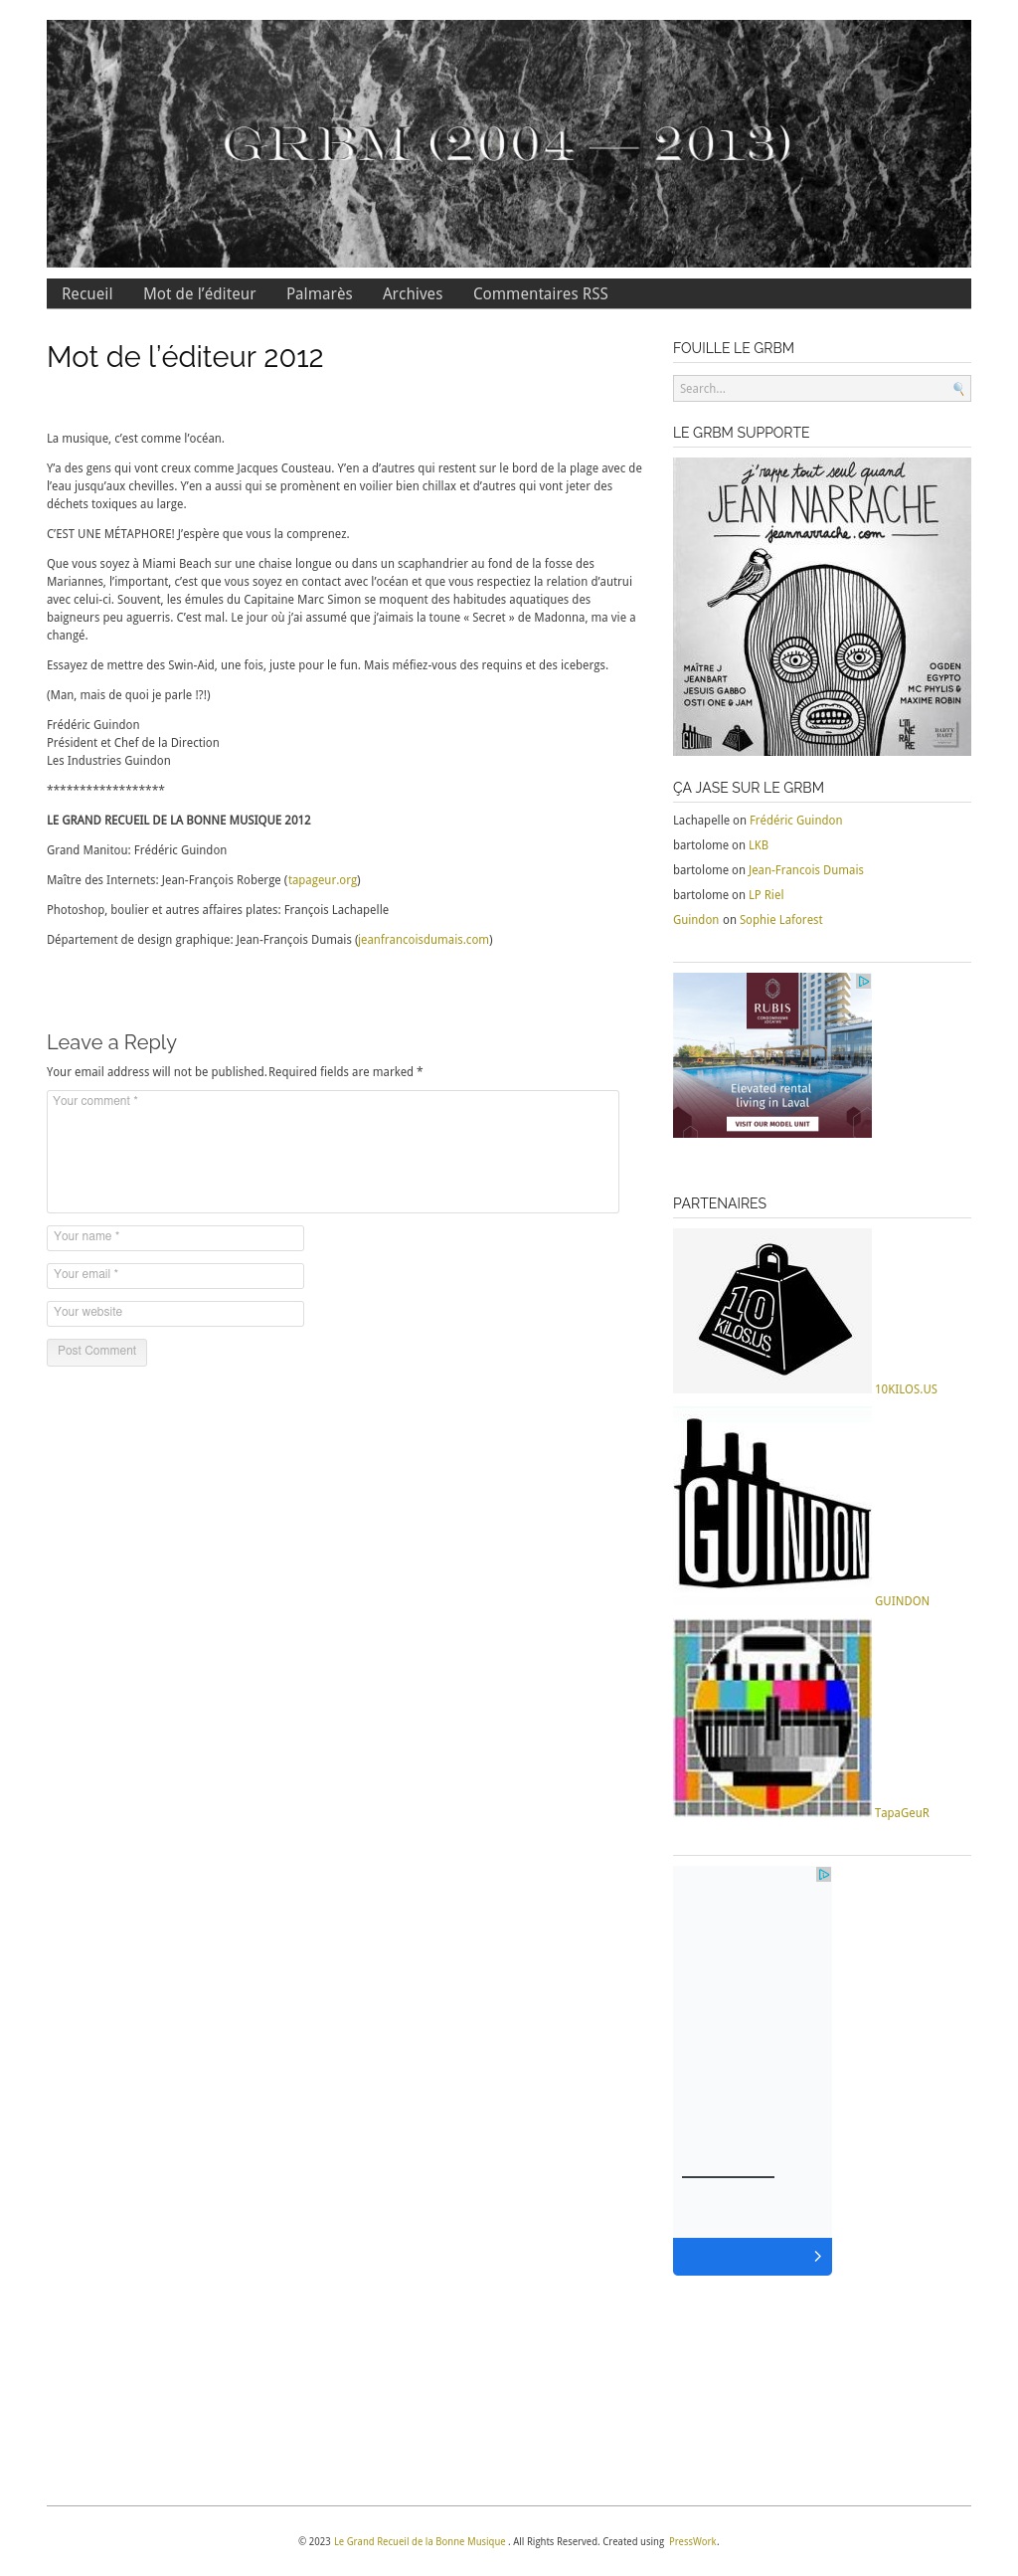 GRBM (2004 — 2013)
Recueil Mot de l’éditeur Palmarès Archives Commentaires RSS
Mot de l’éditeur 2012
La musique, c’est comme l’océan.
Y’a des gens qui vont creux comme Jacques Cousteau. Y’en a d’autres qui restent sur le bord de la plage avec de
l’eau jusqu’aux chevilles. Y’en a aussi qui se promènent en voilier bien chillax et d’autres qui vont jeter des
déchets toxiques au large.
C’EST UNE MÉTAPHORE! J’espère que vous la comprenez.
Que vous soyez à Miami Beach sur une chaise longue ou dans un scaphandrier au fond de la fosse des
Mariannes, l’important, c’est que vous soyez en contact avec l’océan et que vous respectiez la relation d’autrui
avec celui-ci. Souvent, les émules du Capitaine Marc Simon se moquent des habitudes aquatiques des
baigneurs peu aguerris. C’est mal. Le jour où j’ai assumé que j’aimais la toune « Secret » de Madonna, ma vie a
changé.
Essayez de mettre des Swin-Aid, une fois, juste pour le fun. Mais méfiez-vous des requins et des icebergs.
(Man, mais de quoi je parle !?!)
Frédéric Guindon
Président et Chef de la Direction
Les Industries Guindon
******************
LE GRAND RECUEIL DE LA BONNE MUSIQUE 2012
Grand Manitou: Frédéric Guindon
Maître des Internets: Jean-François Roberge (tapageur.org)
Photoshop, boulier et autres affaires plates: François Lachapelle
Département de design graphique: Jean-François Dumais (jeanfrancoisdumais.com)
Leave a Reply
Your email address will not be published.Required fields are marked *
Your comment *
Your name *
Your email *
Your website
Post Comment
FOUILLE LE GRBM
Search...
LE GRBM SUPPORTE
j'rappe tout seul quand
JEAN NARRACHE
jeannarrache.com
MAÎTRE J
JEANBART
JESUIS GABBO
OSTI ONE & JAM
OGDEN
EGYPTO
MC PHYLIS &
MAXIME ROBIN
GUINDON
ÇA JASE SUR LE GRBM
Lachapelle on Frédéric Guindon
bartolome on LKB
bartolome on Jean-Francois Dumais
bartolome on LP Riel
Guindon on Sophie Laforest
RUBIS
Elevated rental
living in Laval
VISIT OUR MODEL UNIT
PARTENAIRES
10
KILOS.US
10KILOS.US
GUINDON
GUINDON
TapaGeuR
© 2023 Le Grand Recueil de la Bonne Musique . All Rights Reserved. Created using PressWork.